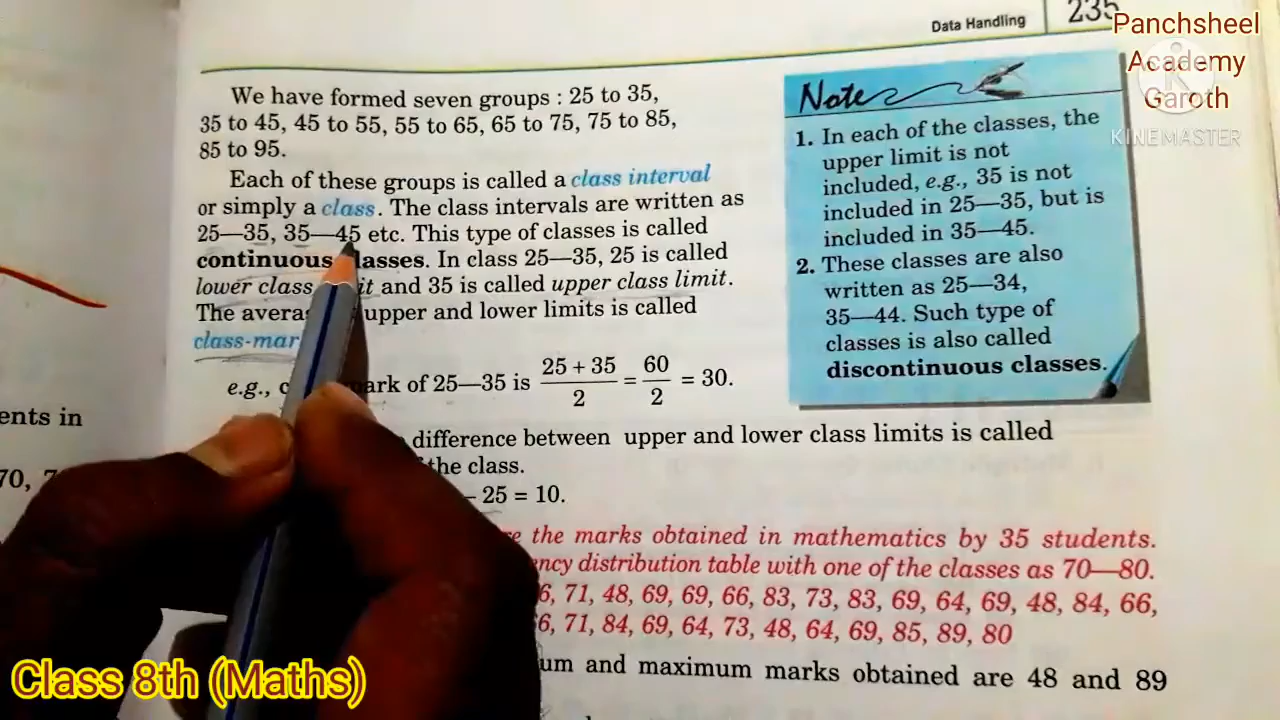 Data Handling
235
Panchsheel
Academy
Garoth
KINEMASTER
We have formed seven groups : 25 to 35,
35 to 45, 45 to 55, 55 to 65, 65 to 75, 75 to 85,
85 to 95.
Each of these groups is called a class interval
or simply a class. The class intervals are written as
25—35, 35—45 etc. This type of classes is called
continuous classes. In class 25—35, 25 is called
lower class and 35 is called upper class limit.
The upper and lower limits is called
class-mar
e.g., mark of 25—35 is 25 + 35 / 2 = 60 / 2 = 30.
difference between upper and lower class limits is called
the class.
– 25 = 10.
the marks obtained in mathematics by 35 students.
distribution table with one of the classes as 70—80.
6, 71, 48, 69, 69, 66, 83, 73, 83, 69, 64, 69, 48, 84, 66,
6, 71, 84, 69, 64, 73, 48, 64, 69, 85, 89, 80
um and maximum marks obtained are 48 and 89
Note
1. In each of the classes, the
upper limit is not
included, e.g., 35 is not
included in 25—35, but is
included in 35—45.
2. These classes are also
written as 25—34,
35—44. Such type of
classes is also called
discontinuous classes.
ents in
70,
Class 8th (Maths)